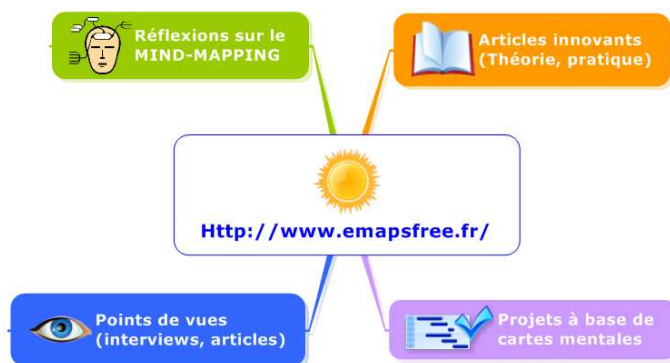 Réflexions sur le
MIND-MAPPING
Articles innovants
(Théorie, pratique)
Http://www.emapsfree.fr/
Points de vues
(interviews, articles)
Projets à base de
cartes mentales